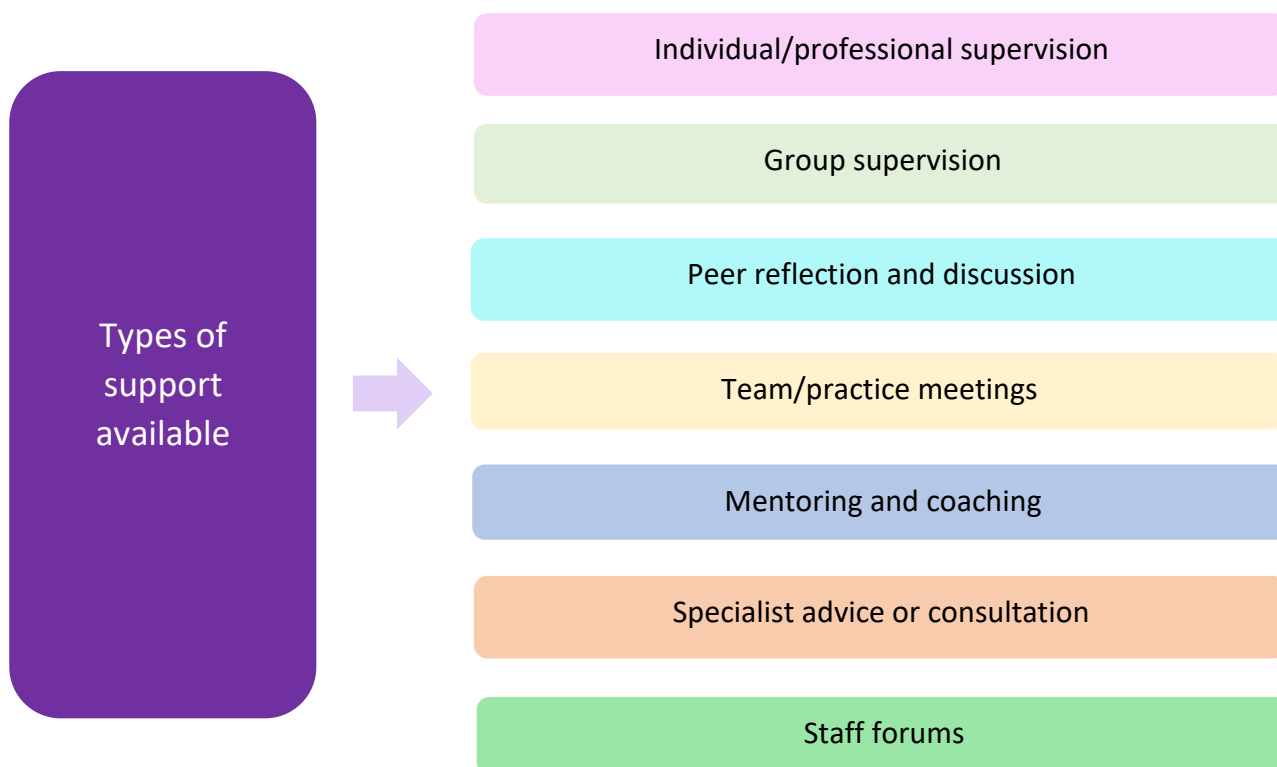 Individual/professional supervision
Group supervision
Peer reflection and discussion
Types of
support
available
Team/practice meetings
Mentoring and coaching
Specialist advice or consultation
Staff forums